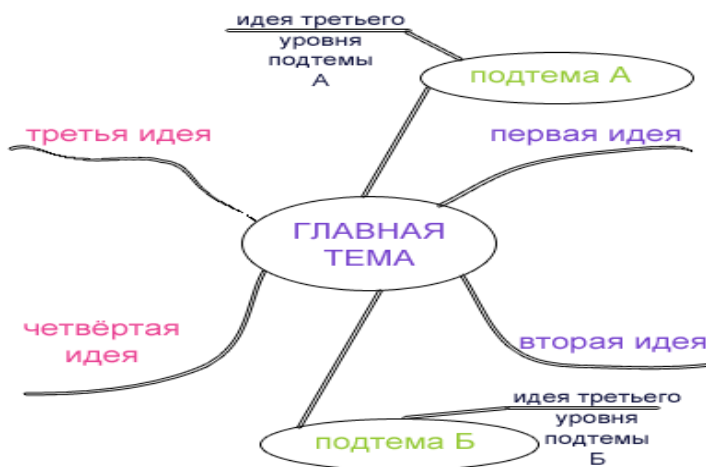 идея третьего
уровня
подтемы
А
подтема А
третья идея
первая идея
ГЛАВНАЯ
ТЕМА
четвёртая
идея
вторая идея
идея третьего
уровня
подтемы
Б
подтема Б